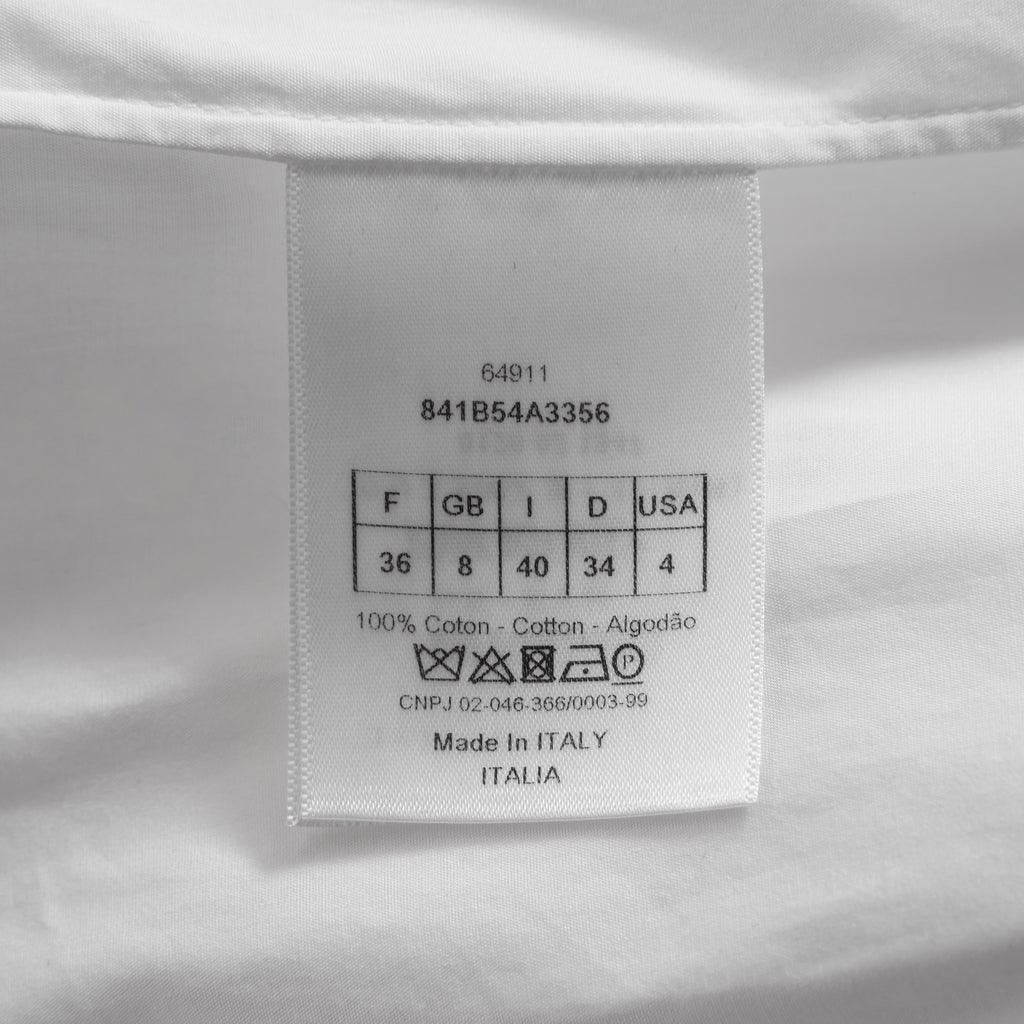 64911
841B54A3356
F GB I D USA
36 8 40 34 4
100% Coton - Cotton - Algodão
P
CNPJ 02-046-366/0003-99
Made In ITALY
ITALIA